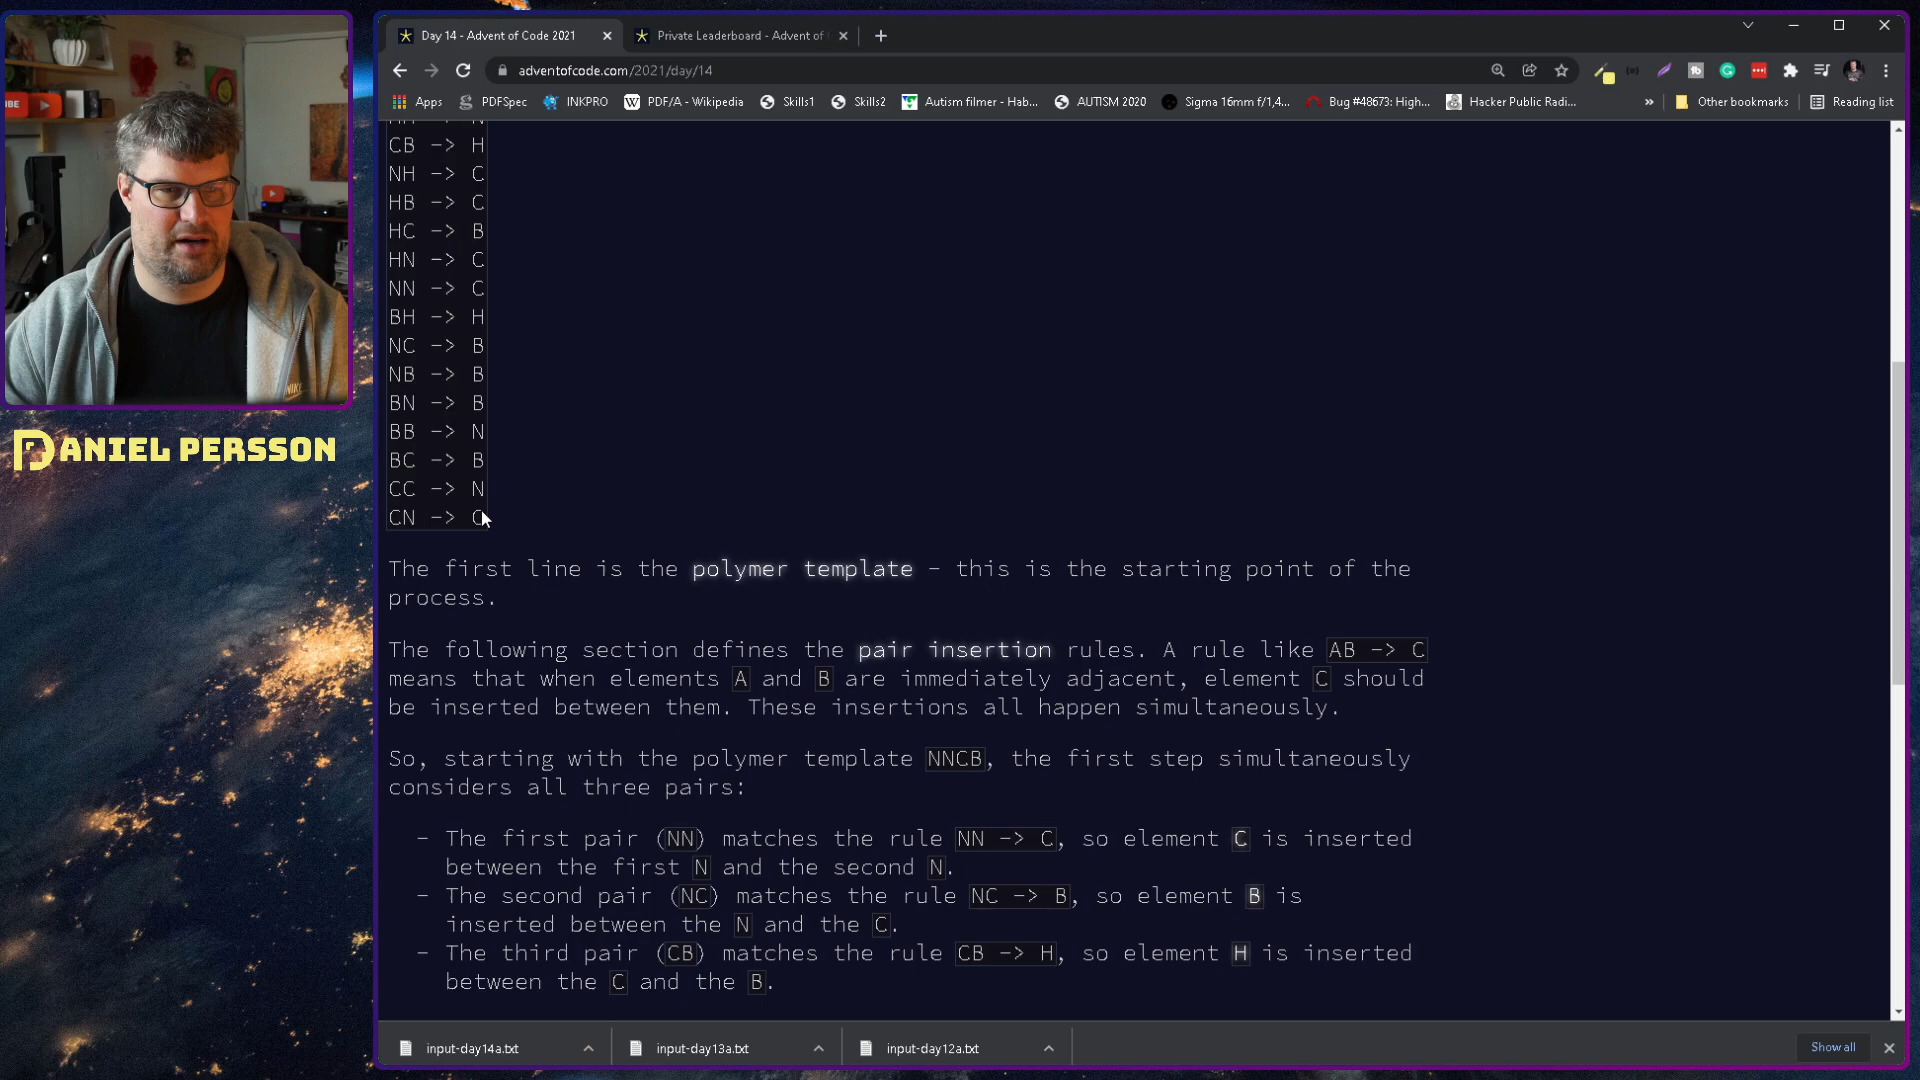 Day 14 - Advent of Code 2021
Private Leaderboard - Advent of
adventofcode.com/2021/day/14
Apps
PDFSpec
INKPRO
PDF/A - Wikipedia
Skills1
Skills2
Autism filmer - Hab...
AUTISM 2020
Sigma 16mm f/1,4...
Bug #48673: High...
Hacker Public Radi...
»
Other bookmarks
Reading list
CB -> H
NH -> C
HB -> C
HC -> B
HN -> C
NN -> C
BH -> H
NC -> B
NB -> B
BN -> B
BB -> N
BC -> B
CC -> N
CN -> C
The first line is the polymer template - this is the starting point of the
process.
The following section defines the pair insertion rules. A rule like AB -> C
means that when elements A and B are immediately adjacent, element C should
be inserted between them. These insertions all happen simultaneously.
So, starting with the polymer template NNCB, the first step simultaneously
considers all three pairs:
- The first pair (NN) matches the rule NN -> C, so element C is inserted
between the first N and the second N.
- The second pair (NC) matches the rule NC -> B, so element B is
inserted between the N and the C.
- The third pair (CB) matches the rule CB -> H, so element H is inserted
between the C and the B.
input-day14a.txt
input-day13a.txt
input-day12a.txt
Show all
DANIEL PERSSON
NIKE